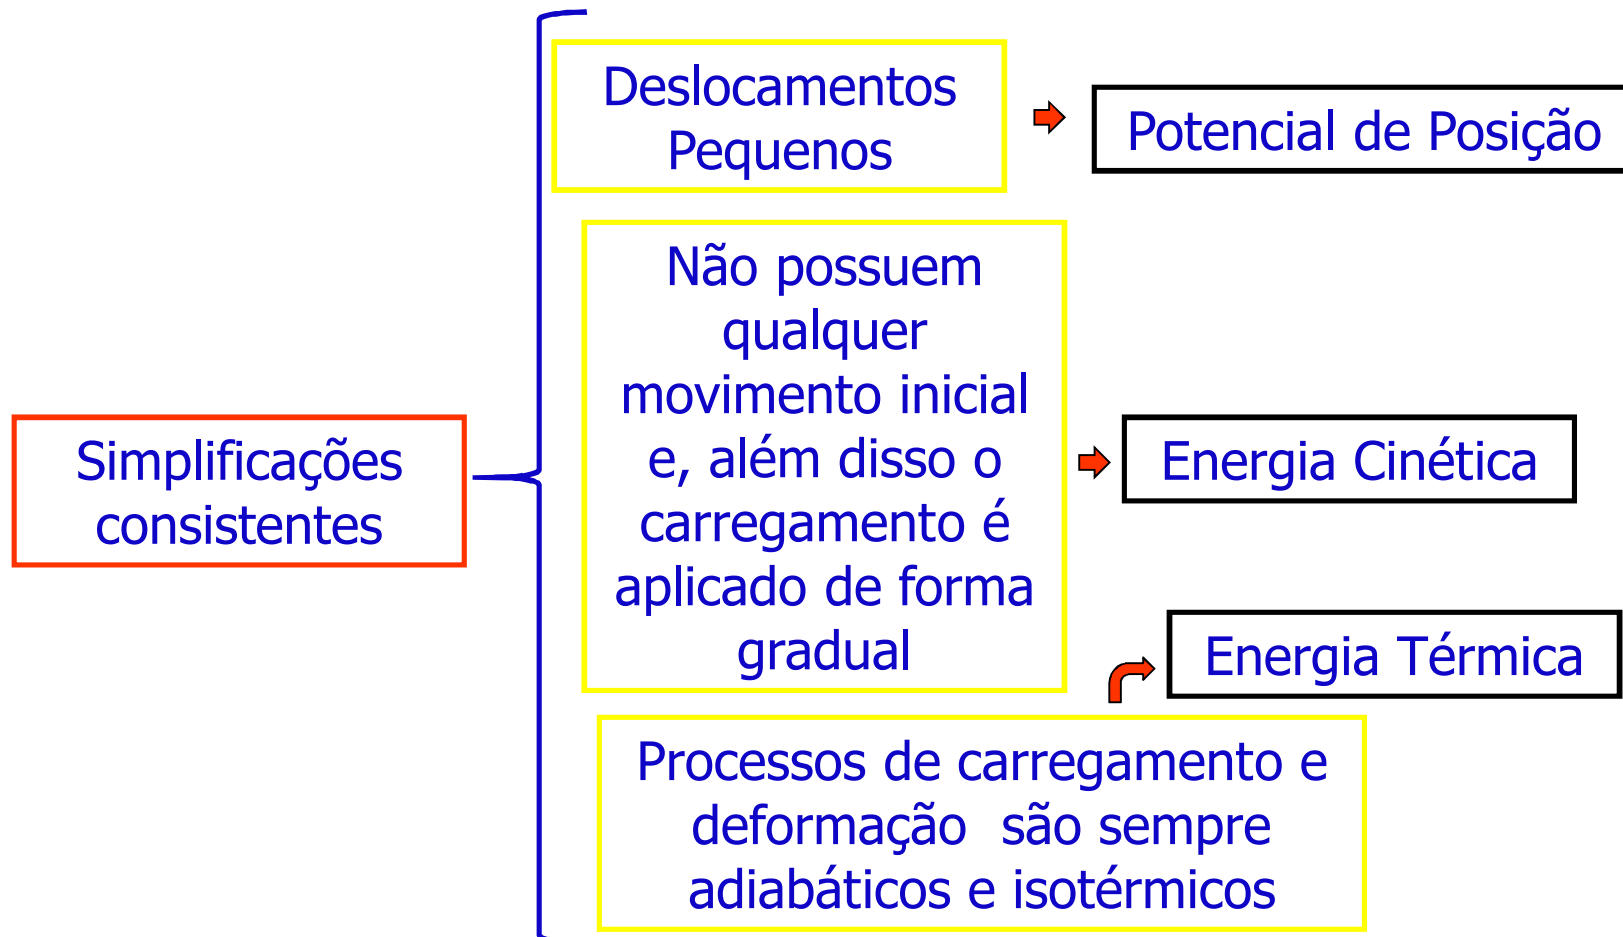 Deslocamentos
Pequenos
Potencial de Posição
Não possuem
qualquer
movimento inicial
e, além disso o
carregamento é
aplicado de forma
gradual
Simplificações
consistentes
Energia Cinética
Energia Térmica
Processos de carregamento e
deformação são sempre
adiabáticos e isotérmicos